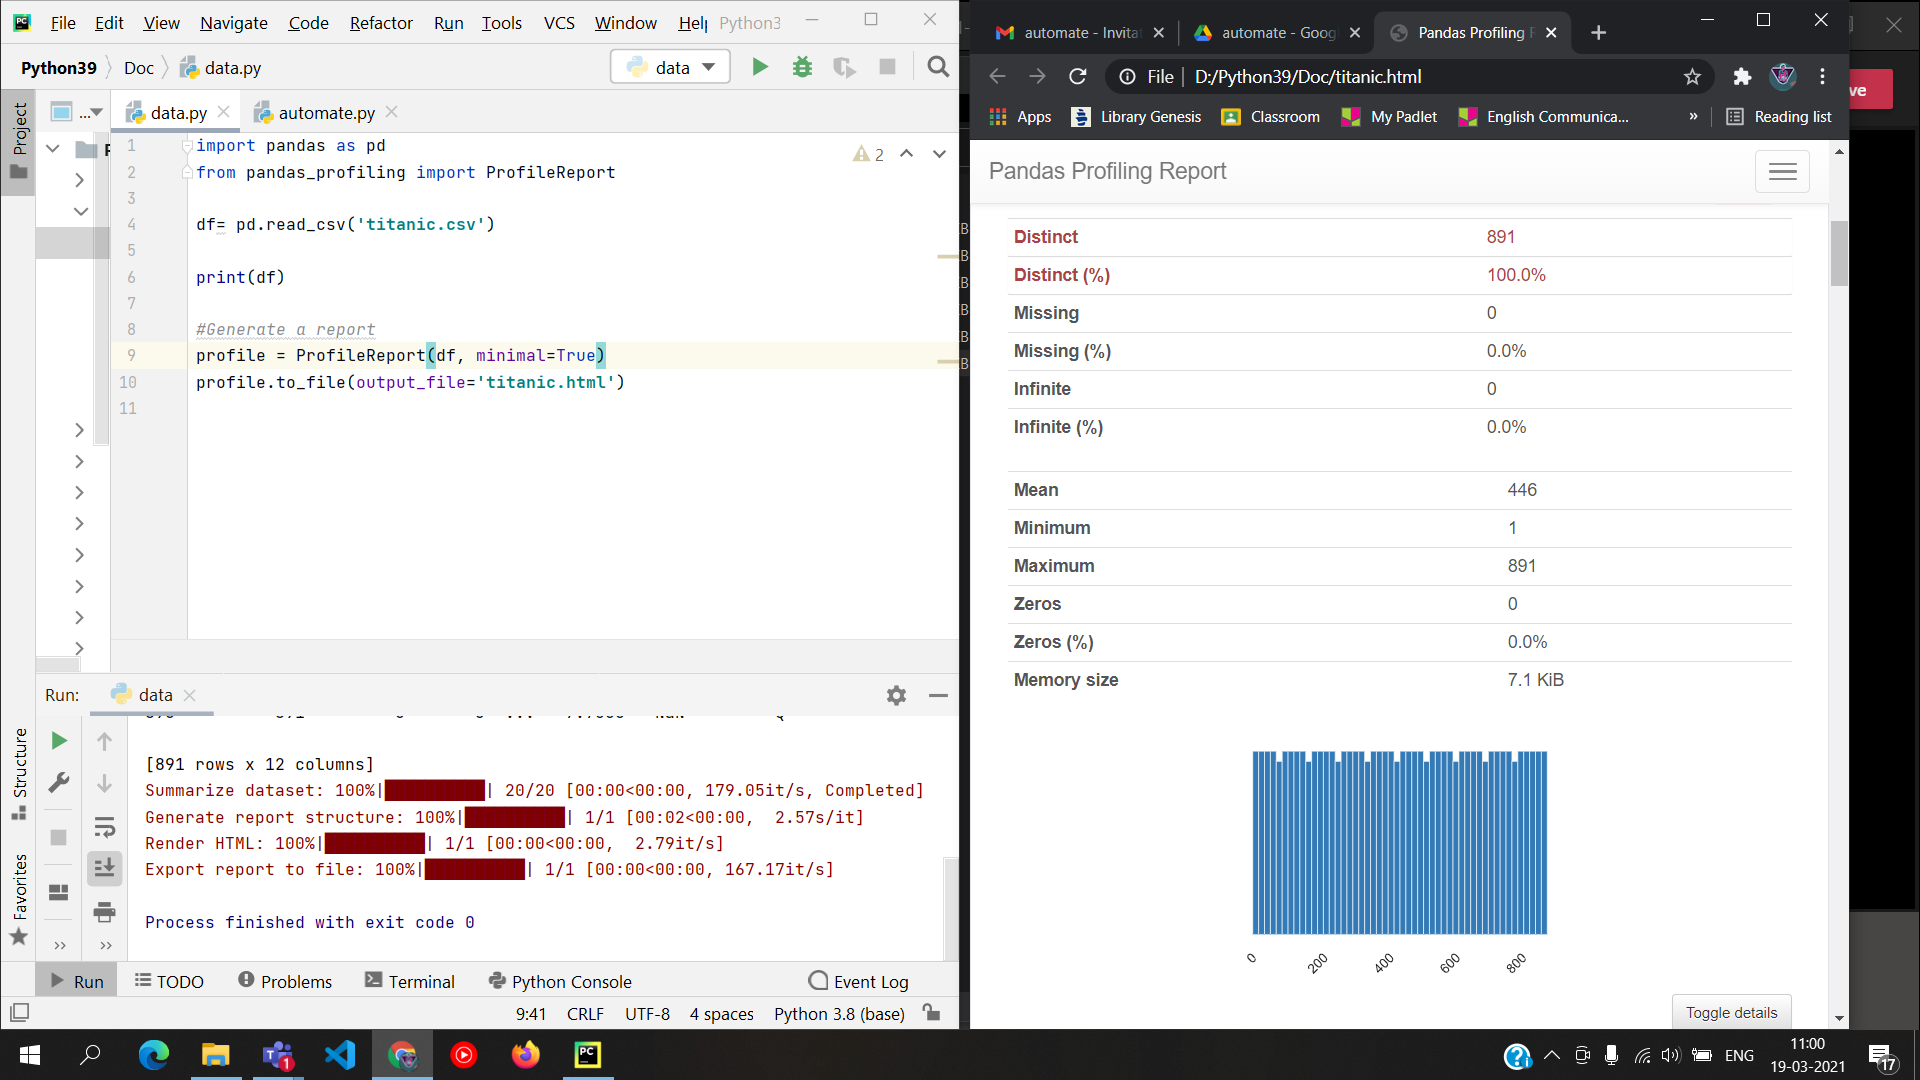 File Edit View Navigate Code Refactor Run Tools VCS Window Help Python3
Python39 Doc data.py
data
Project
data.py automate.py
1 import pandas as pd
2
2 from pandas_profiling import ProfileReport
3
4 df= pd.read_csv('titanic.csv')
5
6 print(df)
7
8 #Generate a report
9 profile = ProfileReport(df, minimal=True)
10 profile.to_file(output_file='titanic.html')
11
Run: data
[891 rows x 12 columns]
Summarize dataset: 100%|██████████| 20/20 [00:00<00:00, 179.05it/s, Completed]
Generate report structure: 100%|██████████| 1/1 [00:02<00:00,  2.57s/it]
Render HTML: 100%|██████████| 1/1 [00:00<00:00,  2.79it/s]
Export report to file: 100%|██████████| 1/1 [00:00<00:00, 167.17it/s]
Process finished with exit code 0
Structure
Favorites
Run TODO Problems Terminal Python Console Event Log
9:41 CRLF UTF-8 4 spaces Python 3.8 (base)
automate - Invita automate - Goog Pandas Profiling R
File D:/Python39/Doc/titanic.html
Apps Library Genesis Classroom My Padlet English Communica... » Reading list
Pandas Profiling Report
Distinct 891
Distinct (%) 100.0%
Missing 0
Missing (%) 0.0%
Infinite 0
Infinite (%) 0.0%
Mean 446
Minimum 1
Maximum 891
Zeros 0
Zeros (%) 0.0%
Memory size 7.1 KiB
0 200 400 600 800
Toggle details
ve
B
B
B
B
B
B
ENG
11:00
19-03-2021
17
1